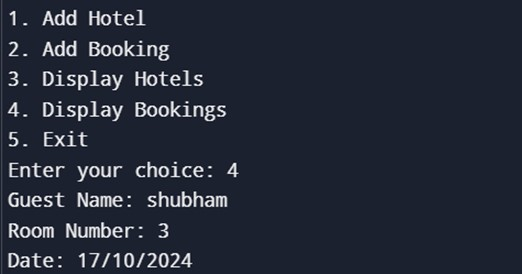 1. Add Hotel
2. Add Booking
3. Display Hotels
4. Display Bookings
5. Exit
Enter your choice: 4
Guest Name: shubham
Room Number: 3
Date: 17/10/2024